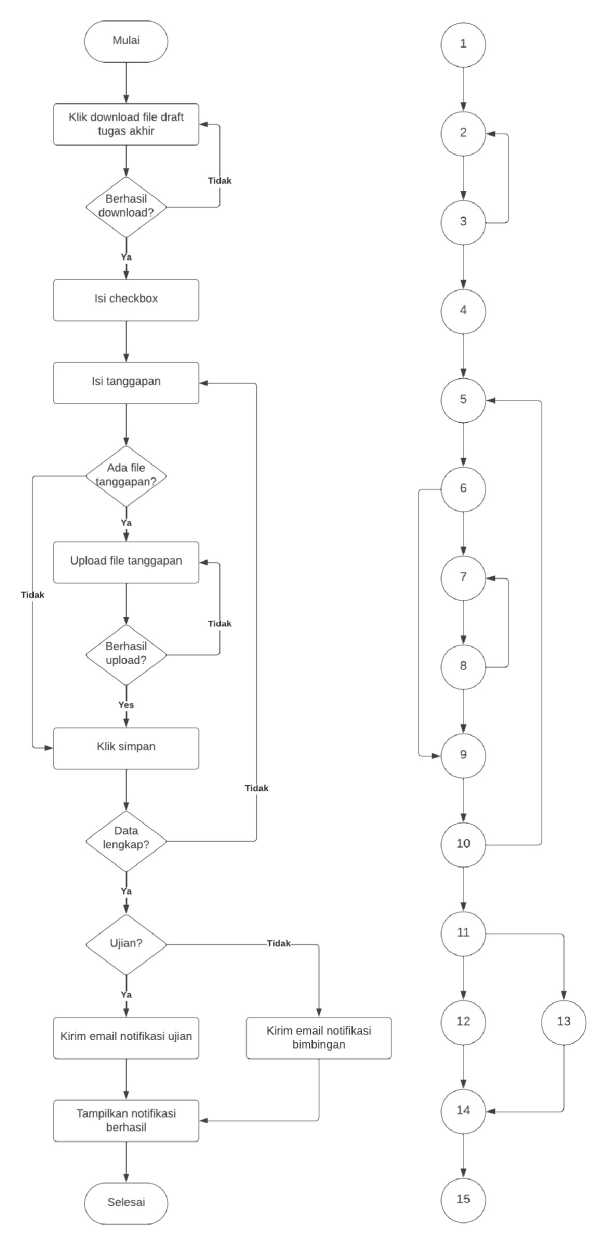 Mulai
Klik download file draft
tugas akhir
Tidak
Berhasil
download?
Ya
Isi checkbox
Isi tanggapan
Ada file
tanggapan?
Ya
Upload file tanggapan
Tidak
Tidak
Berhasil
upload?
Yes
Klik simpan
Tidak
Data
lengkap?
Ya
Ujian?
Tidak
Ya
Kirim email notifikasi ujian
Kirim email notifikasi
bimbingan
Tampilkan notifikasi
berhasil
Selesai
1
2
3
4
5
6
7
8
9
10
11
12
13
14
15